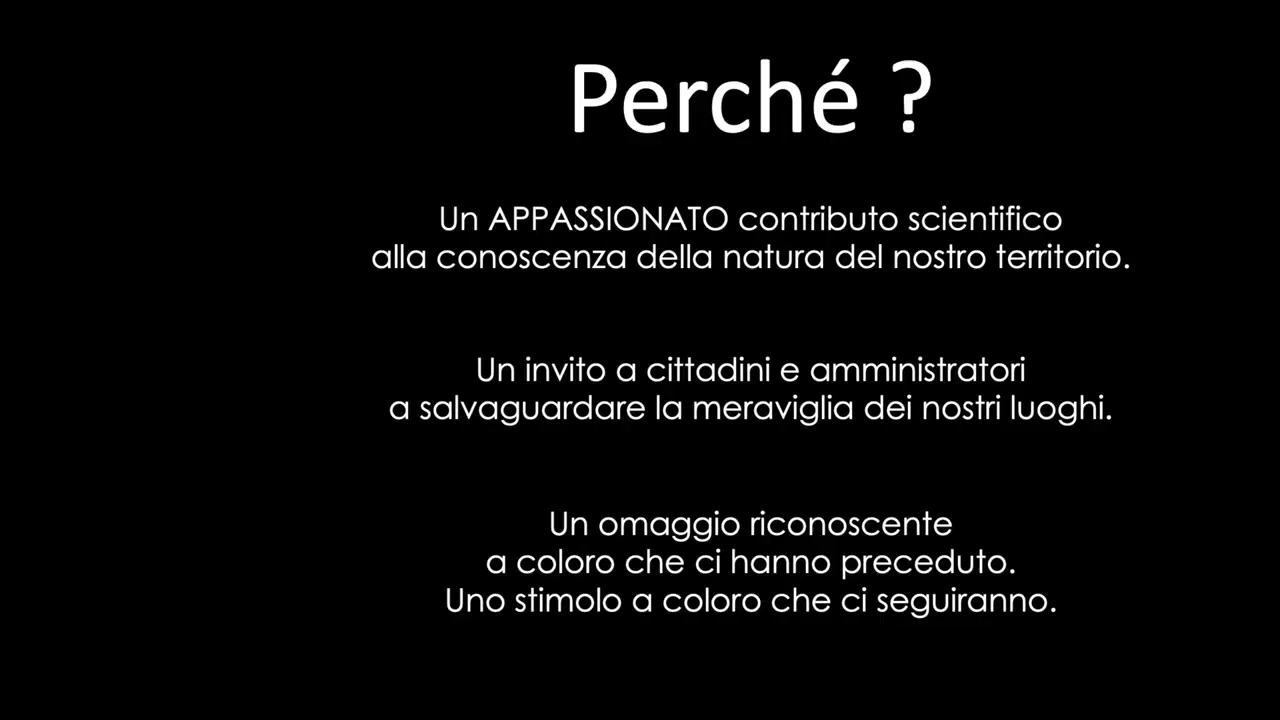 Perché ?
Un APPASSIONATO contributo scientifico
alla conoscenza della natura del nostro territorio.
Un invito a cittadini e amministratori
a salvaguardare la meraviglia dei nostri luoghi.
Un omaggio riconoscente
a coloro che ci hanno preceduto.
Uno stimolo a coloro che ci seguiranno.